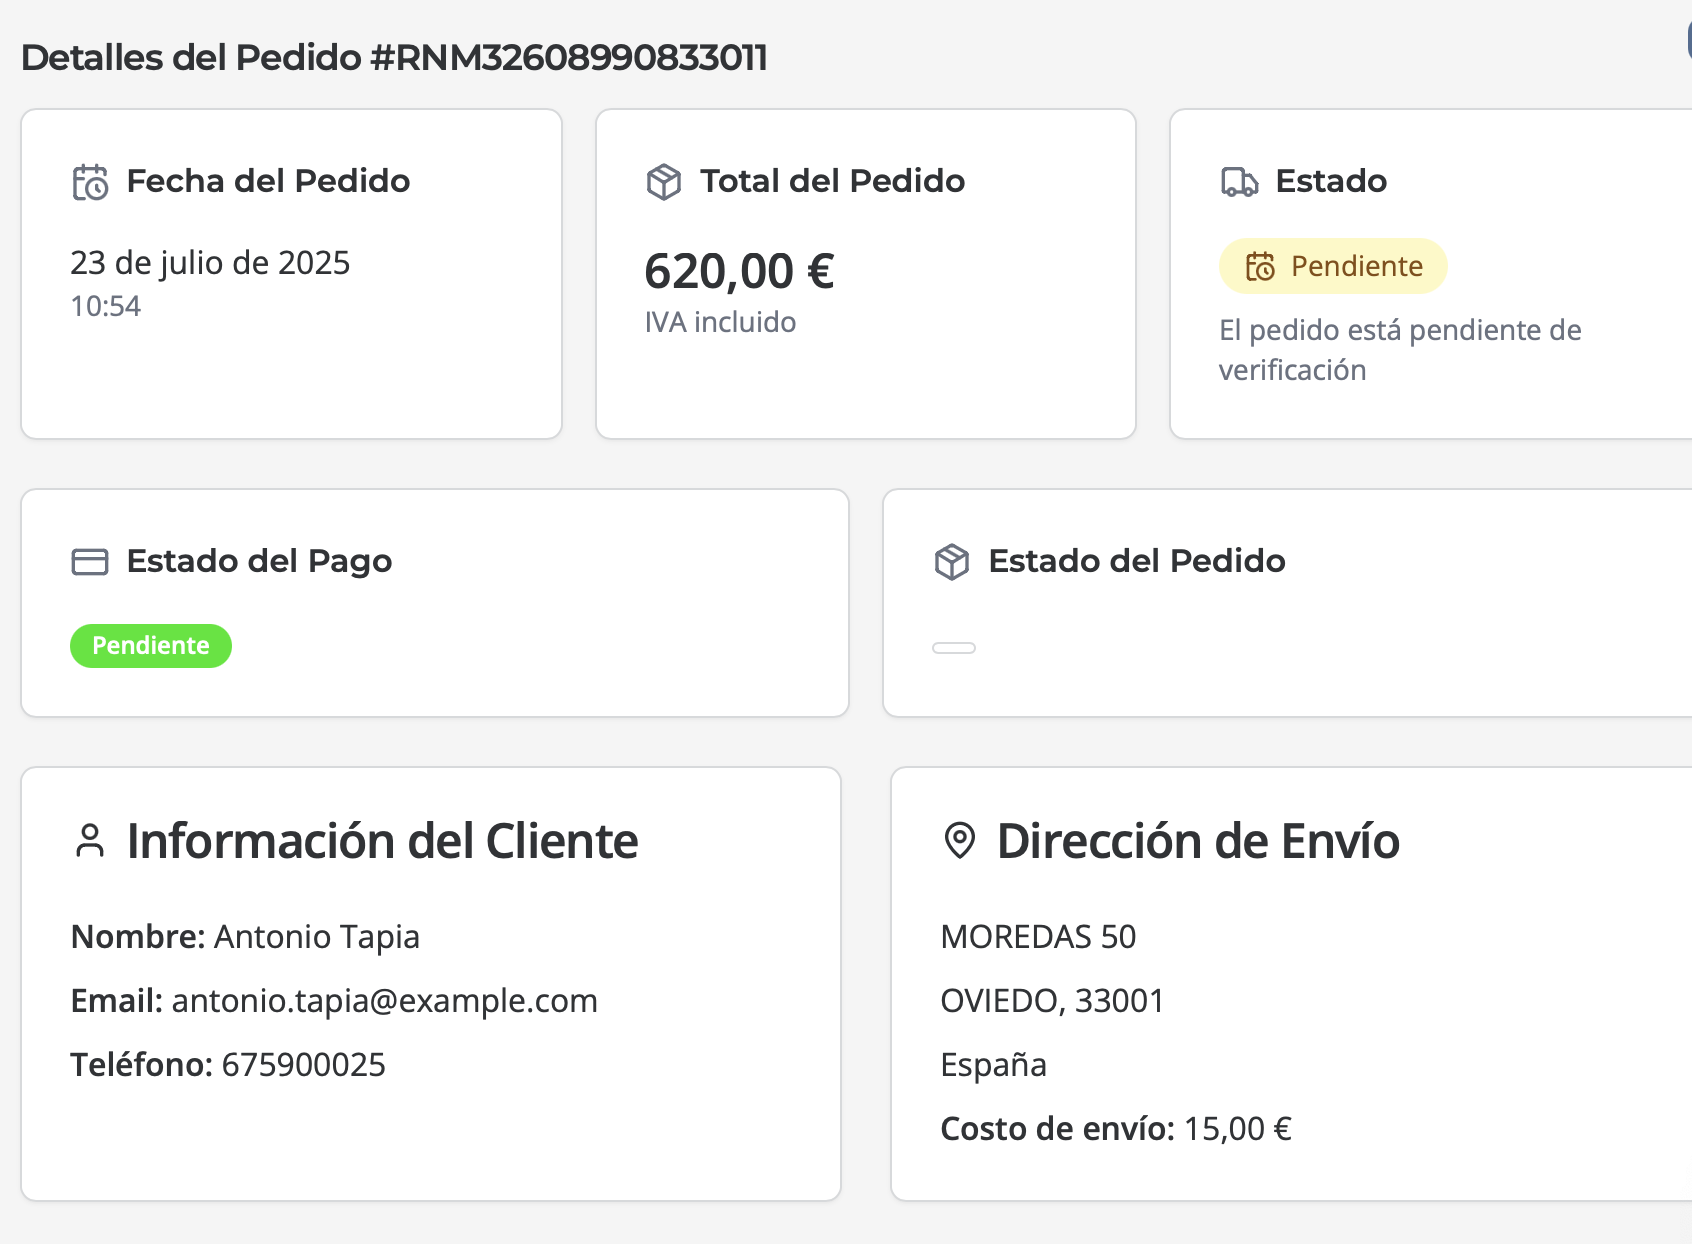 Detalles del Pedido #RNM32608990833011
Fecha del Pedido
23 de julio de 2025
10:54
Total del Pedido
620,00 €
IVA incluido
Estado
Pendiente
El pedido está pendiente de
verificación
Estado del Pago
Pendiente
Estado del Pedido
Información del Cliente
Nombre: Antonio Tapia
Email: antonio.tapia@example.com
Teléfono: 675900025
Dirección de Envío
MOREDAS 50
OVIEDO, 33001
España
Costo de envío: 15,00 €